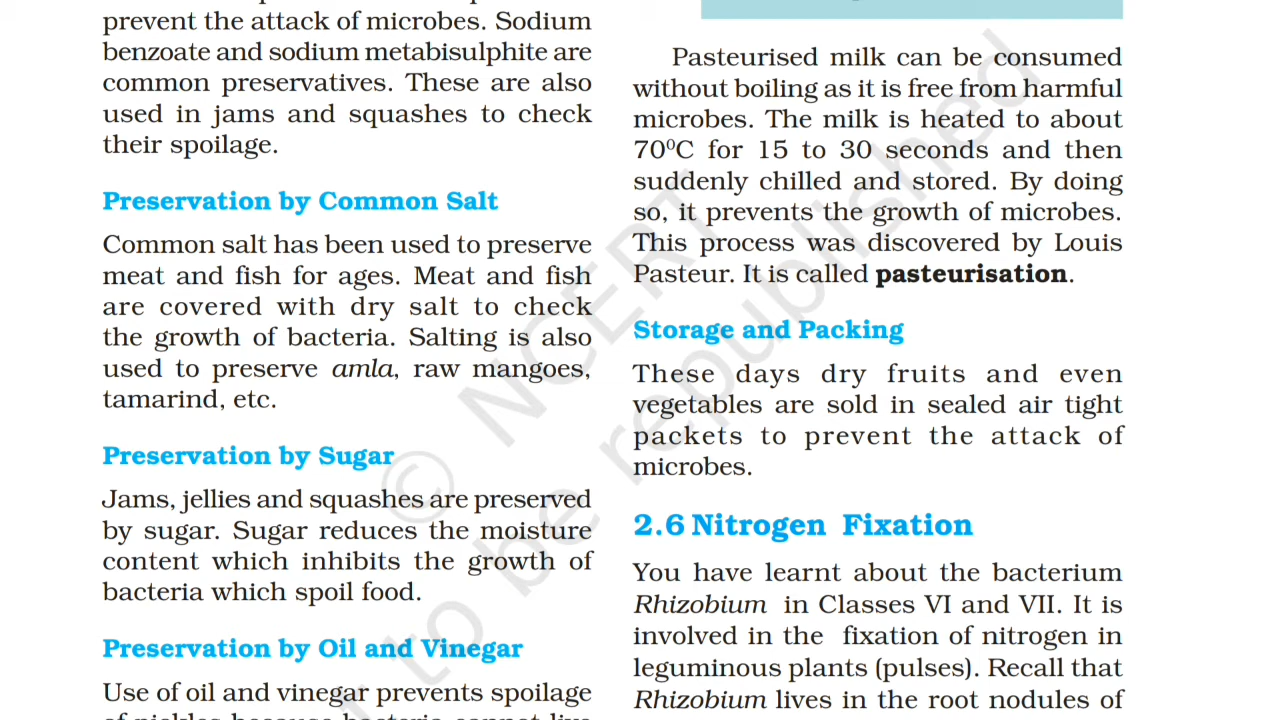 prevent the attack of microbes. Sodium
benzoate and sodium metabisulphite are
common preservatives. These are also
used in jams and squashes to check
their spoilage.
Preservation by Common Salt
Common salt has been used to preserve
meat and fish for ages. Meat and fish
are covered with dry salt to check
the growth of bacteria. Salting is also
used to preserve amla, raw mangoes,
tamarind, etc.
Preservation by Sugar
Jams, jellies and squashes are preserved
by sugar. Sugar reduces the moisture
content which inhibits the growth of
bacteria which spoil food.
Preservation by Oil and Vinegar
Use of oil and vinegar prevents spoilage
of pickles because bacteria cannot live
Pasteurised milk can be consumed
without boiling as it is free from harmful
microbes. The milk is heated to about
70⁰C for 15 to 30 seconds and then
suddenly chilled and stored. By doing
so, it prevents the growth of microbes.
This process was discovered by Louis
Pasteur. It is called pasteurisation.
Storage and Packing
These days dry fruits and even
vegetables are sold in sealed air tight
packets to prevent the attack of
microbes.
2.6 Nitrogen Fixation
You have learnt about the bacterium
Rhizobium in Classes VI and VII. It is
involved in the fixation of nitrogen in
leguminous plants (pulses). Recall that
Rhizobium lives in the root nodules of
© NCERT
to be republished